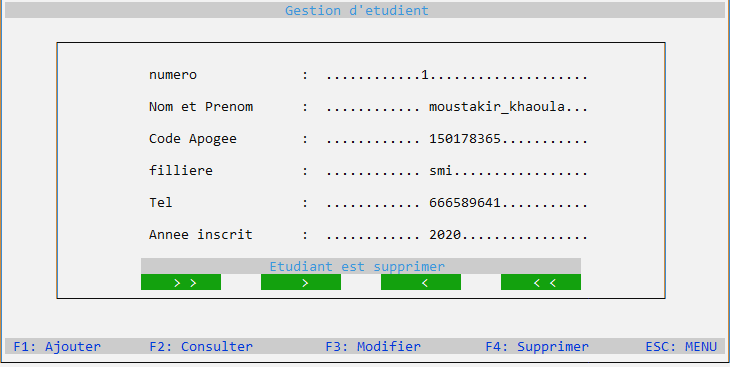 Gestion d'etudient
numero : ............1....................
Nom et Prenom : ............ moustakir_khaoula...
Code Apogee : ............ 150178365...........
filliere : ............ smi.................
Tel : ............ 666589641...........
Annee inscrit : ............ 2020................
Etudiant est supprimer
> > > < < <
F1: Ajouter F2: Consulter F3: Modifier F4: Supprimer ESC: MENU